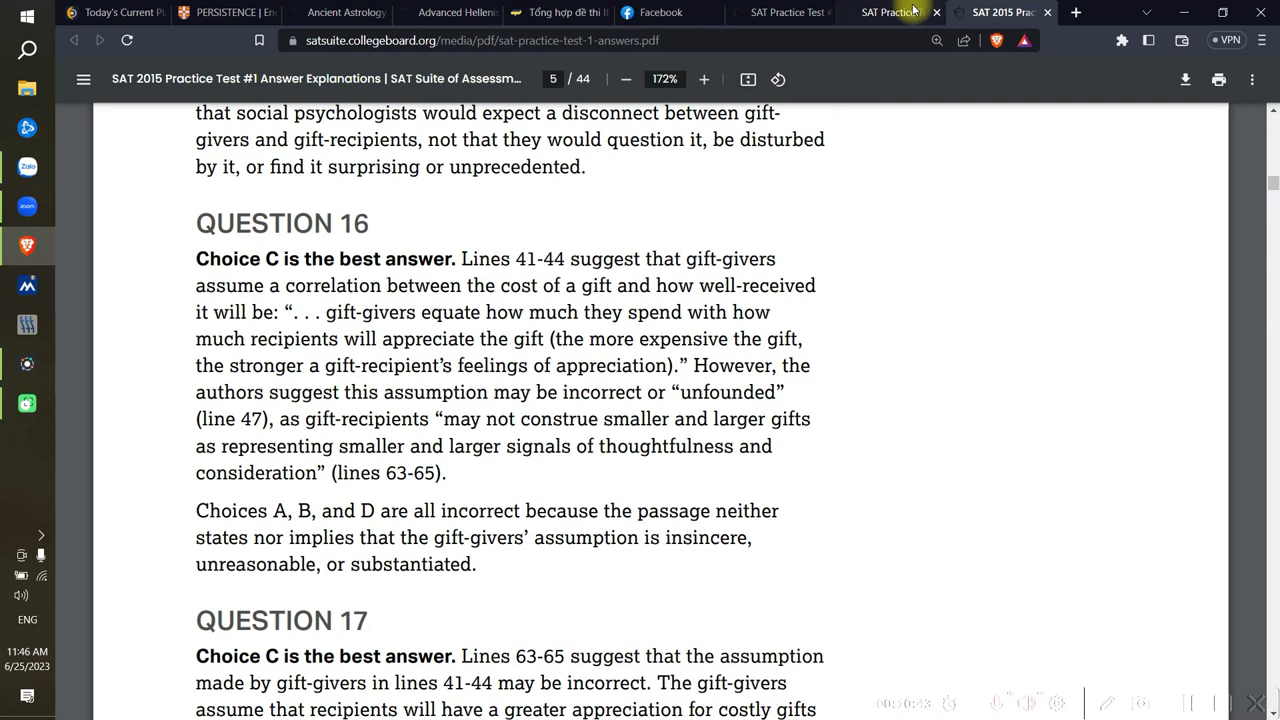 Today's Current Pl
PERSISTENCE | En
Ancient Astrology
Advanced Helleni
Tổng hợp đề thi IE
Facebook
SAT Practice Test #
SAT Practic
SAT 2015 Prac
satsuite.collegeboard.org/media/pdf/sat-practice-test-1-answers.pdf
VPN
SAT 2015 Practice Test #1 Answer Explanations | SAT Suite of Assessm...
5 / 44
172%
that social psychologists would expect a disconnect between gift-
givers and gift-recipients, not that they would question it, be disturbed
by it, or find it surprising or unprecedented.
QUESTION 16
Choice C is the best answer. Lines 41-44 suggest that gift-givers
assume a correlation between the cost of a gift and how well-received
it will be: “. . . gift-givers equate how much they spend with how
much recipients will appreciate the gift (the more expensive the gift,
the stronger a gift-recipient’s feelings of appreciation).” However, the
authors suggest this assumption may be incorrect or “unfounded”
(line 47), as gift-recipients “may not construe smaller and larger gifts
as representing smaller and larger signals of thoughtfulness and
consideration” (lines 63-65).
Choices A, B, and D are all incorrect because the passage neither
states nor implies that the gift-givers’ assumption is insincere,
unreasonable, or substantiated.
QUESTION 17
Choice C is the best answer. Lines 63-65 suggest that the assumption
made by gift-givers in lines 41-44 may be incorrect. The gift-givers
assume that recipients will have a greater appreciation for costly gifts
Zalo
zoom
ENG
11:46 AM
6/25/2023
00:10:43